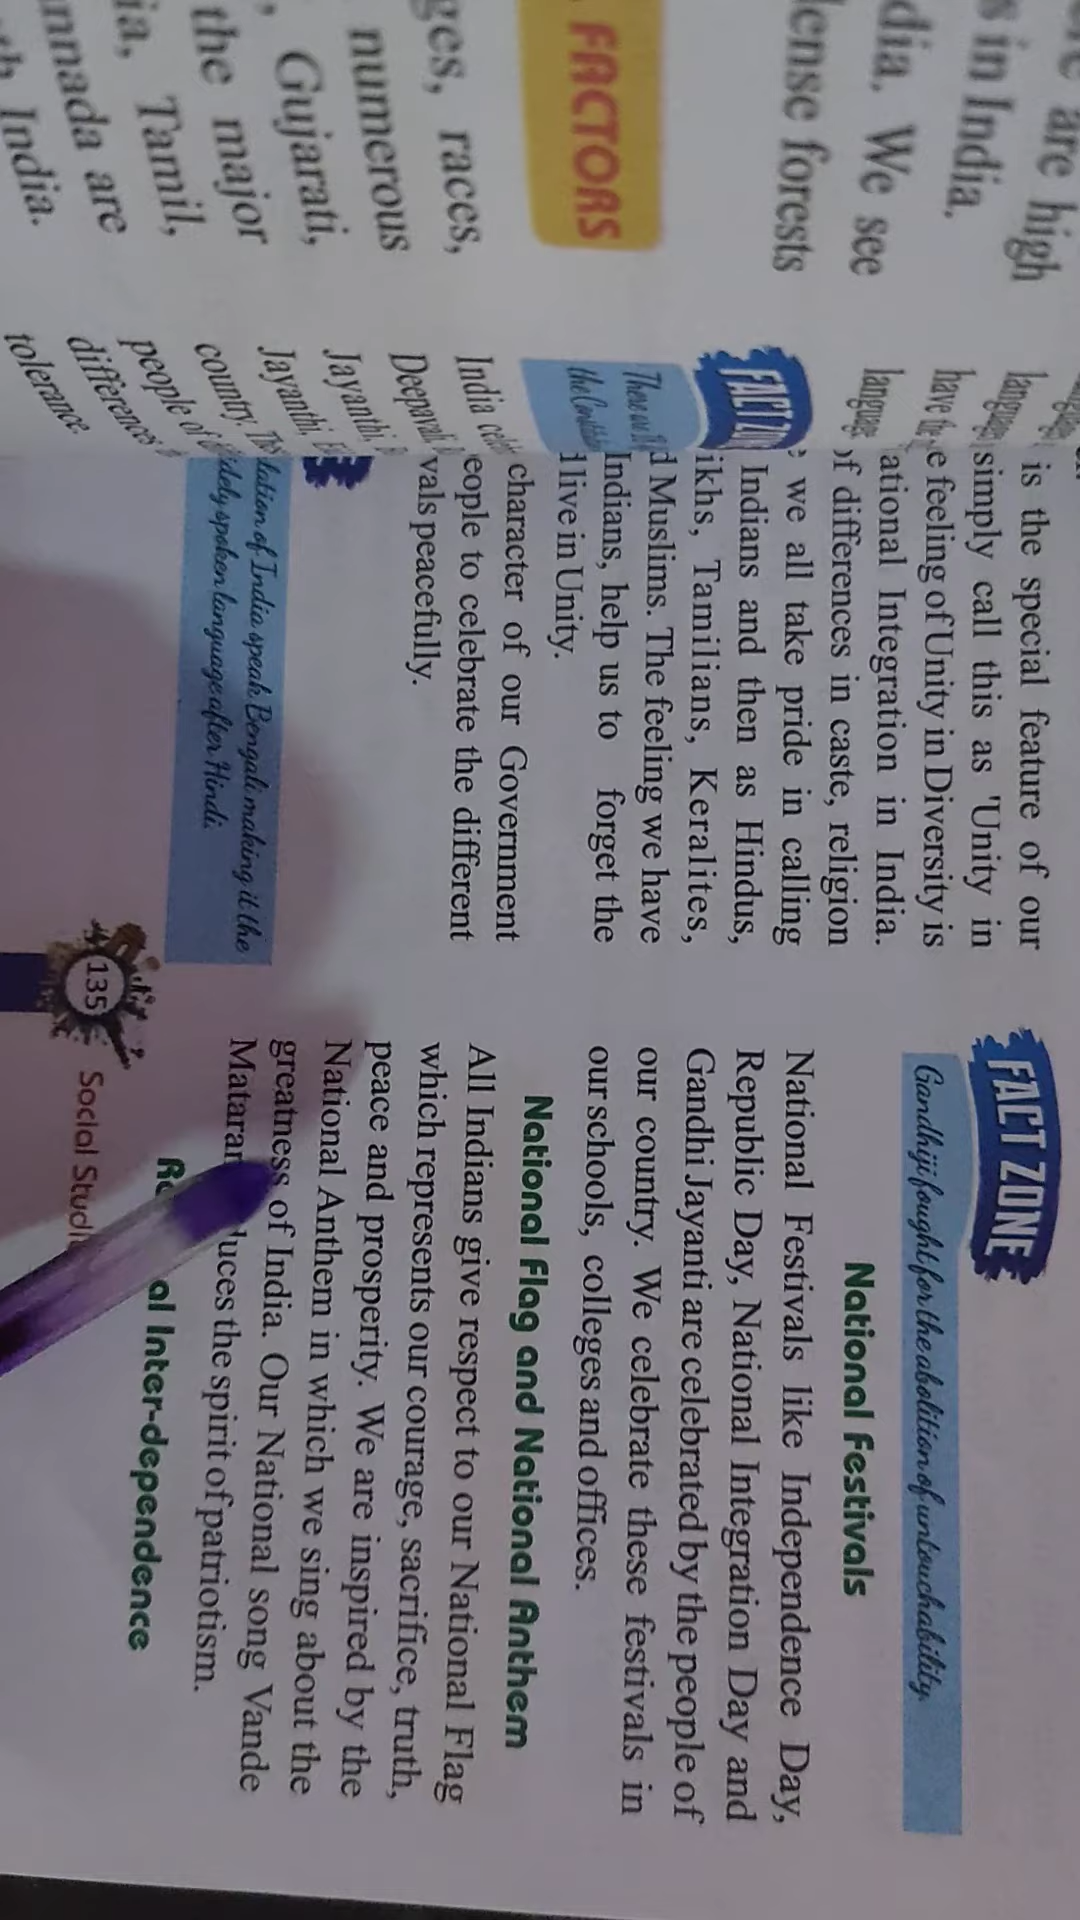 are high
s in India.
dia. We see
dense forests
FACTORS
ges, races,
numerous
, Gujarati,
the major
ia, Tamil,
are
India.
language
FACT
India
Deepavali,
Jayanthi,
Jayanthi,
country.
people of
differences
tolerance.
is the special feature of our
simply call this as 'Unity in
e feeling of Unity in Diversity is
ational Integration in India.
of differences in caste, religion
we all take pride in calling
Indians and then as Hindus,
ikhs, Tamilians, Keralites,
d Muslims. The feeling we have
Indians, help us to forget the
d live in Unity.
character of our Government
eople to celebrate the different
vals peacefully.
lation of India speak Bengali making it the
idely spoken language after Hindi.
FACT ZONE
Gandhiji fought for the abolition of untouchability.
National Festivals
National Festivals like Independence Day,
Republic Day, National Integration Day and
Gandhi Jayanti are celebrated by the people of
our country. We celebrate these festivals in
our schools, colleges and offices.
National Flag and National Anthem
All Indians give respect to our National Flag
which represents our courage, sacrifice, truth,
peace and prosperity. We are inspired by the
National Anthem in which we sing about the
greatness of India. Our National song Vande
Mataram duces the spirit of patriotism.
al Inter-dependence
135
Social Studi